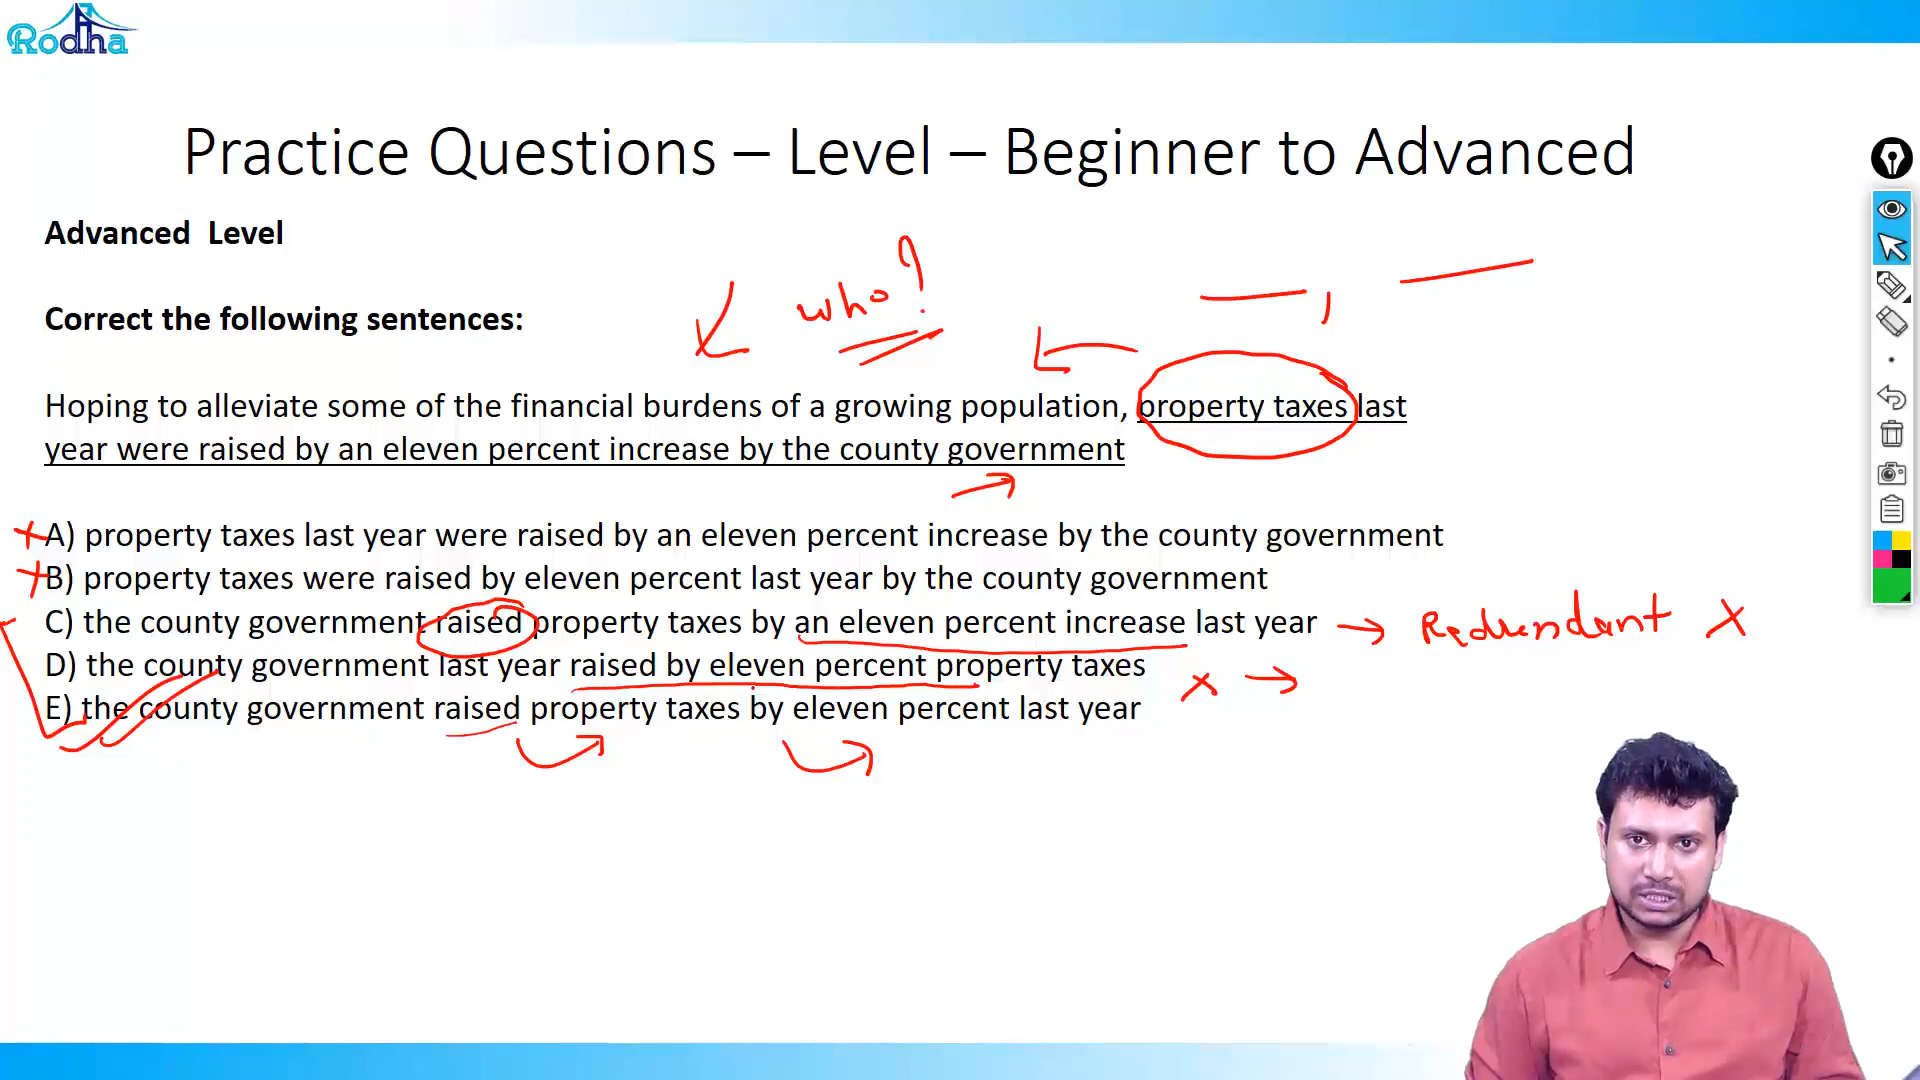 Rodha
Practice Questions – Level – Beginner to Advanced
Advanced Level
who?
Correct the following sentences:
Hoping to alleviate some of the financial burdens of a growing population, property taxes last
year were raised by an eleven percent increase by the county government
A) property taxes last year were raised by an eleven percent increase by the county government
B) property taxes were raised by eleven percent last year by the county government
C) the county government raised property taxes by an eleven percent increase last year → Redundant X
D) the county government last year raised by eleven percent property taxes x →
E) the county government raised property taxes by eleven percent last year